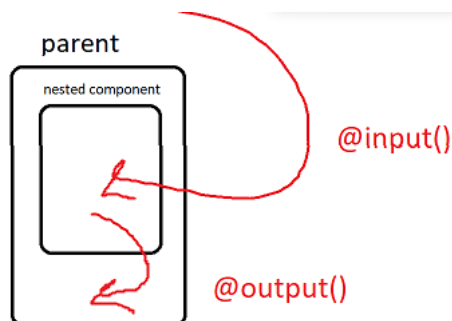 parent
nested component
@input()
@output()